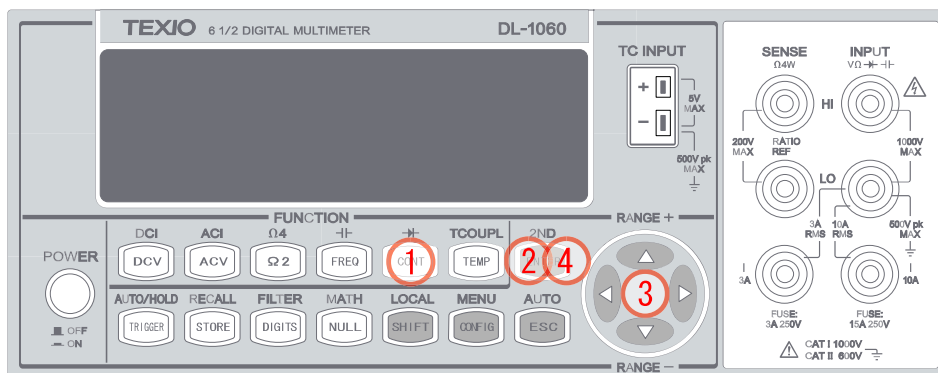 TEXIO 6 1/2 DIGITAL MULTIMETER DL-1060
TC INPUT
+
5V
MAX
−
500V pk
MAX
SENSE
Ω4W
INPUT
VΩ
HI
200V
MAX
RATIO
REF
1000V
MAX
LO
3A
RMS
10A
RMS
500V pk
MAX
3A
10A
FUSE:
3A 250V
FUSE:
15A 250V
CAT I 1000V
CAT II 600V
FUNCTION
DCI ACI Ω4 TCOUPL 2ND
POWER
DCV ACV Ω2 FREQ CONT TEMP
1 2 4
AUTO/HOLD RECALL FILTER MATH LOCAL MENU AUTO
TRIGGER STORE DIGITS NULL SHIFT CONFIG ESC
OFF
ON
RANGE +
3
RANGE −